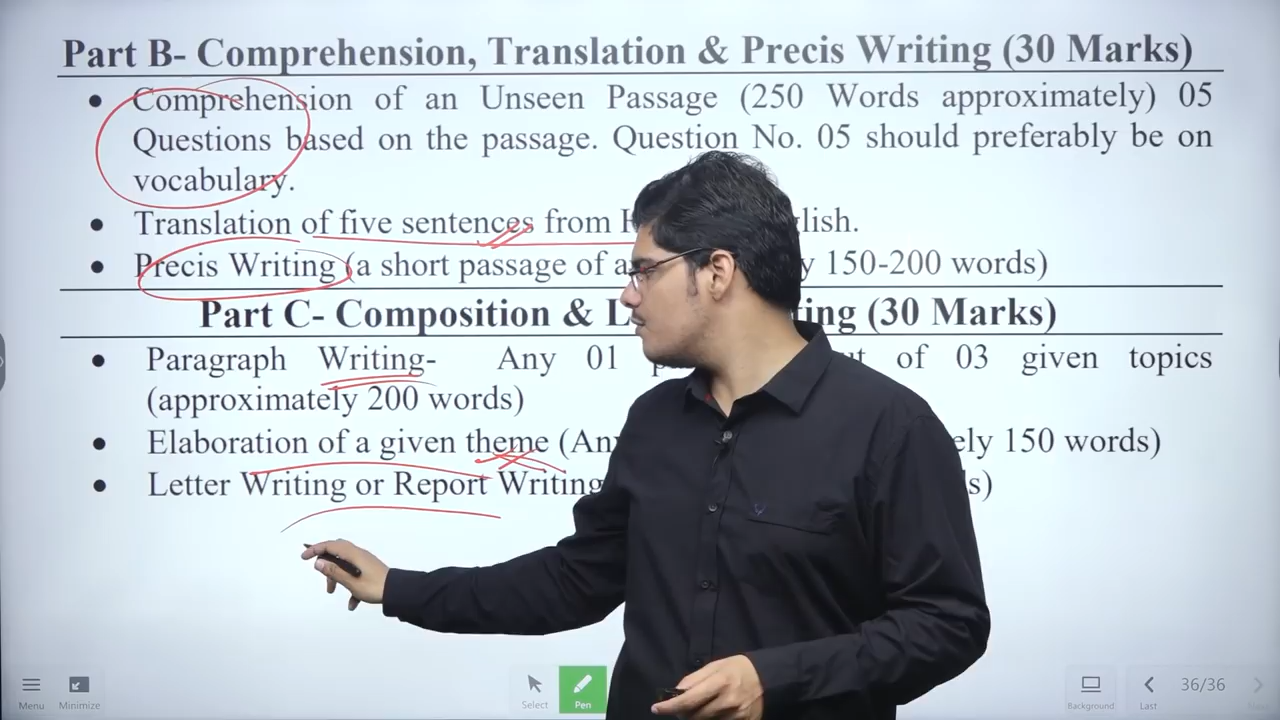 Part B- Comprehension, Translation & Precis Writing (30 Marks)
• Comprehension of an Unseen Passage (250 Words approximately) 05
Questions based on the passage. Question No. 05 should preferably be on
vocabulary.
• Translation of five sentences from
• Precis Writing (a short passage of 150-200 words)
Part C- Composition & (30 Marks)
• Paragraph Writing- Any 01 of 03 given topics
(approximately 200 words)
• Elaboration of a given theme 150 words)
• Letter Writing or Report Writing
Menu Minimize Select Pen Background Last 36/36